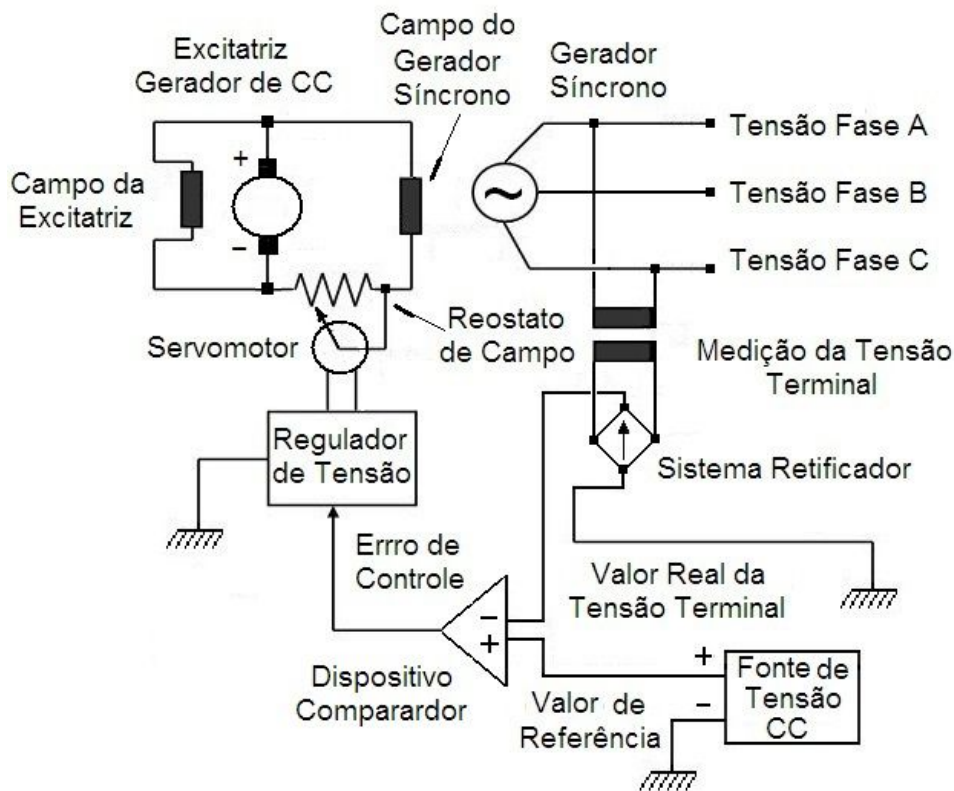 Excitatriz
Gerador de CC
Campo do
Gerador
Síncrono
Gerador
Síncrono
Tensão Fase A
+
Campo da
Excitatriz
Tensão Fase B
~
−
Tensão Fase C
Servomotor
Reostato
de Campo
Medição da Tensão
Terminal
Regulador
de Tensão
Sistema Retificador
Errro de
Controle
Valor Real da
Tensão Terminal
−
+
Dispositivo
Comparardor
Valor de
Referência
+
−
Fonte de
Tensão
CC